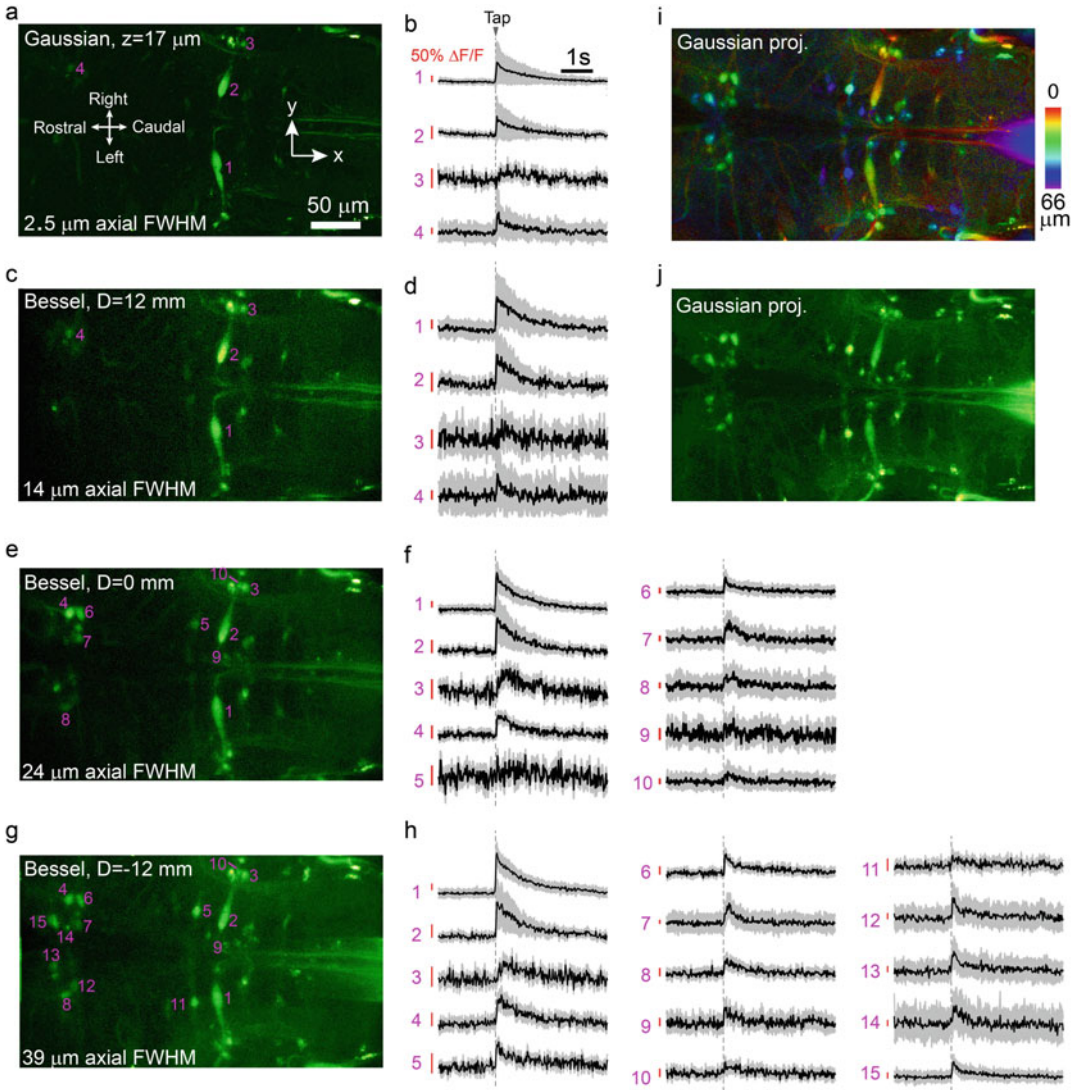 a
Gaussian, z=17 μm
3
4
2
Right
Rostral
Caudal
Left
y
x
1
50 μm
2.5 μm axial FWHM
b
Tap
50% ΔF/F
1s
1
2
3
4
i
Gaussian proj.
0
66
μm
c
Bessel, D=12 mm
3
4
2
1
14 μm axial FWHM
d
1
2
3
4
j
Gaussian proj.
e
Bessel, D=0 mm
10
3
4
6
5
2
7
9
8
1
24 μm axial FWHM
f
1
2
3
4
5
6
7
8
9
10
g
Bessel, D=-12 mm
10
3
4
6
5
2
15
7
14
9
13
12
8
11
1
39 μm axial FWHM
h
1
2
3
4
5
6
7
8
9
10
11
12
13
14
15